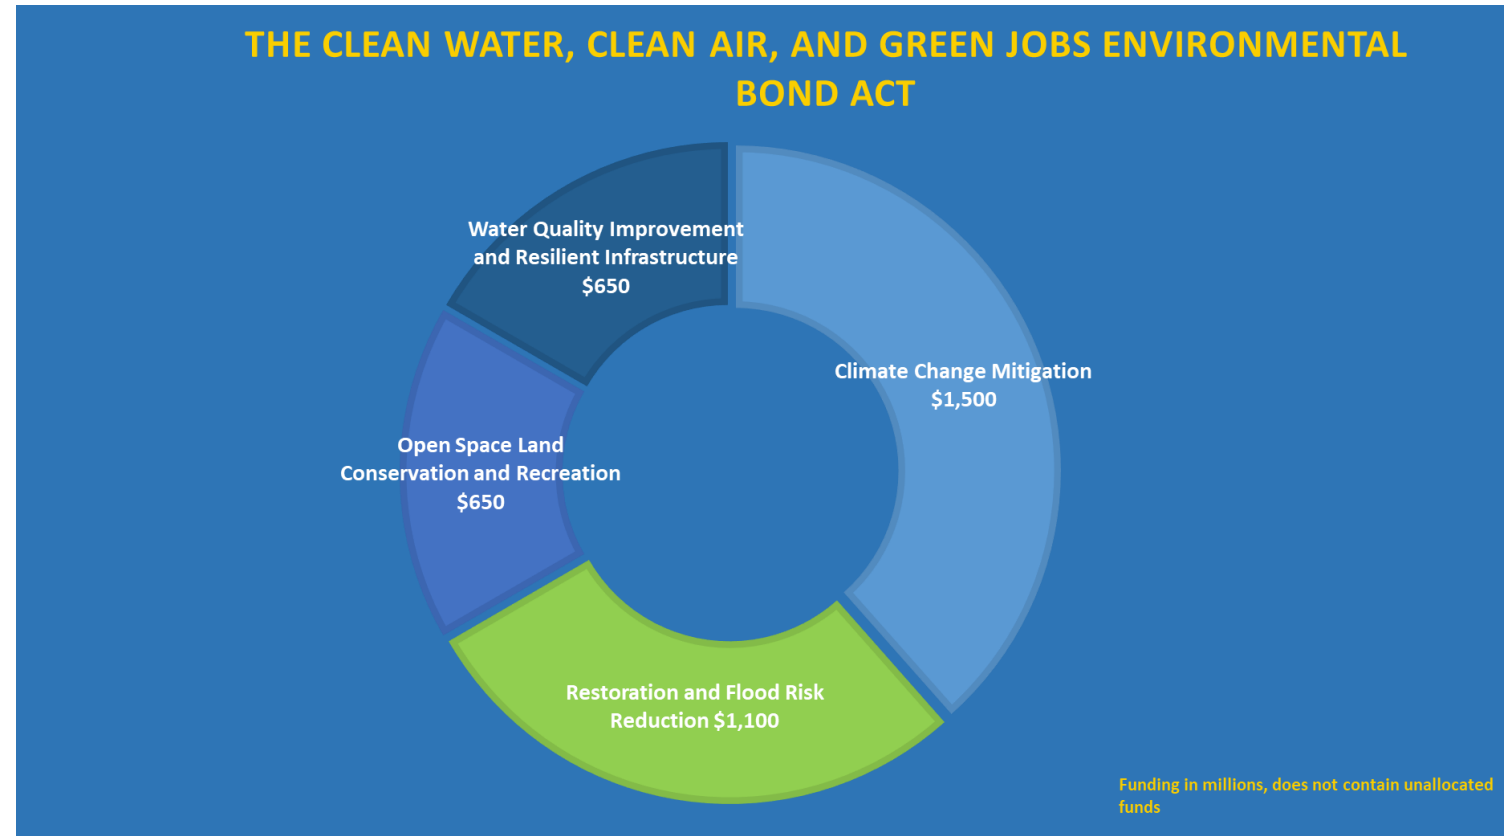 THE CLEAN WATER, CLEAN AIR, AND GREEN JOBS ENVIRONMENTAL
BOND ACT
Water Quality Improvement
and Resilient Infrastructure
$650
Climate Change Mitigation
$1,500
Open Space Land
Conservation and Recreation
$650
Restoration and Flood Risk
Reduction $1,100
Funding in millions, does not contain unallocated
funds